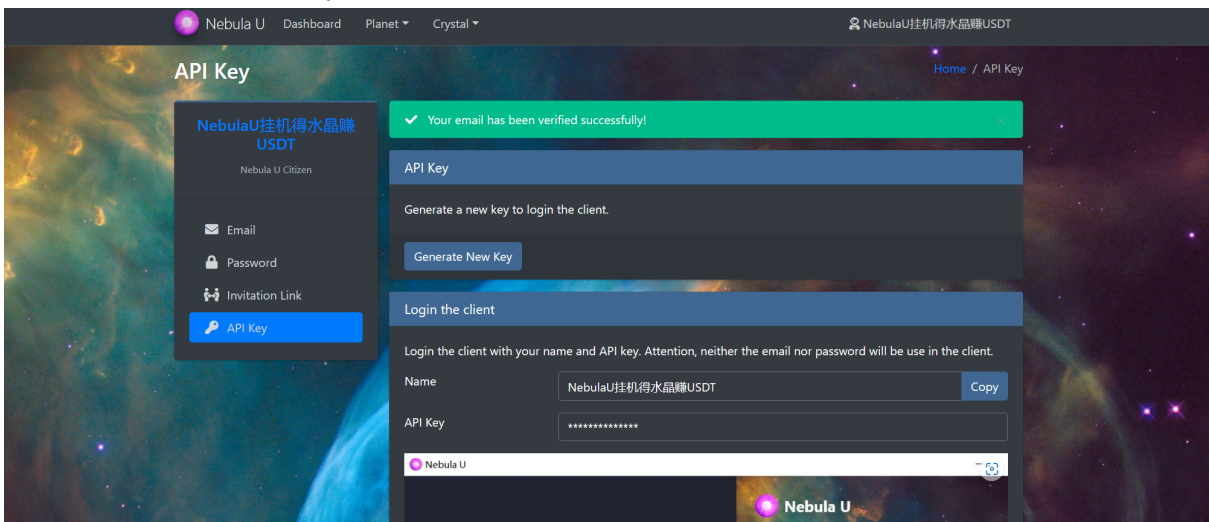 Nebula U Dashboard Planet Crystal NebulaU挂机得水晶赚USDT
API Key
Home / API Key
NebulaU挂机得水晶赚
USDT
Nebula U Citizen
Email
Password
Invitation Link
API Key
Your email has been verified successfully!
API Key
Generate a new key to login the client.
Generate New Key
Login the client
Login the client with your name and API key. Attention, neither the email nor password will be use in the client.
Name NebulaU挂机得水晶赚USDT Copy
API Key **************
Nebula U
Nebula U